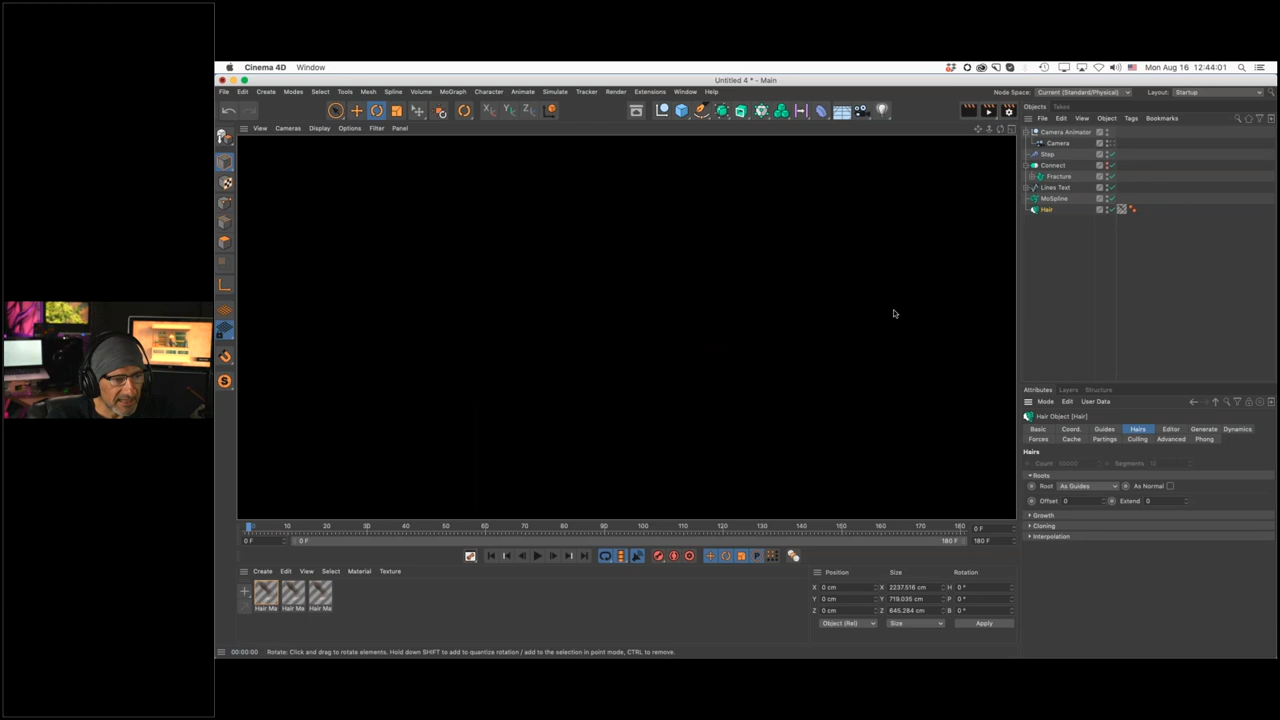 Cinema 4D Window
Mon Aug 16 12:44:01
Untitled 4 * - Main
File Edit Create Modes Select Tools Mesh Spline Volume MoGraph Character Animate Simulate Tracker Render Extensions Window Help
Node Space: Current (Standard/Physical) Layout: Startup
Objects Takes
File Edit View Object Tags Bookmarks
View Cameras Display Options Filter Panel
Camera Animator
Camera
Step
Connect
Fracture
Lines Text
MoSpline
Hair
Attributes Layers Structure
Mode Edit User Data
Hair Object [Hair]
Basic Coord. Guides Hairs Editor Generate Dynamics
Forces Cache Partings Culling Advanced Phong
Hairs
Count 50000 Segments 12
Roots
Root As Guides As Normal
Offset 0 Extend 0
Growth
Cloning
Interpolation
0 10 20 30 40 50 60 70 80 90 100 110 120 130 140 150 160 170 180
0 F
0 F 0 F 180 F 180 F
Create Edit View Select Material Texture
Hair Ma Hair Ma Hair Ma
Position Size Rotation
X 0 cm X 2237.516 cm H 0 °
Y 0 cm Y 719.035 cm P 0 °
Z 0 cm Z 645.284 cm B 0 °
Object (Rel) Size Apply
00:00:00 Rotate: Click and drag to rotate elements. Hold down SHIFT to add to quantize rotation / add to the selection in point mode, CTRL to remove.